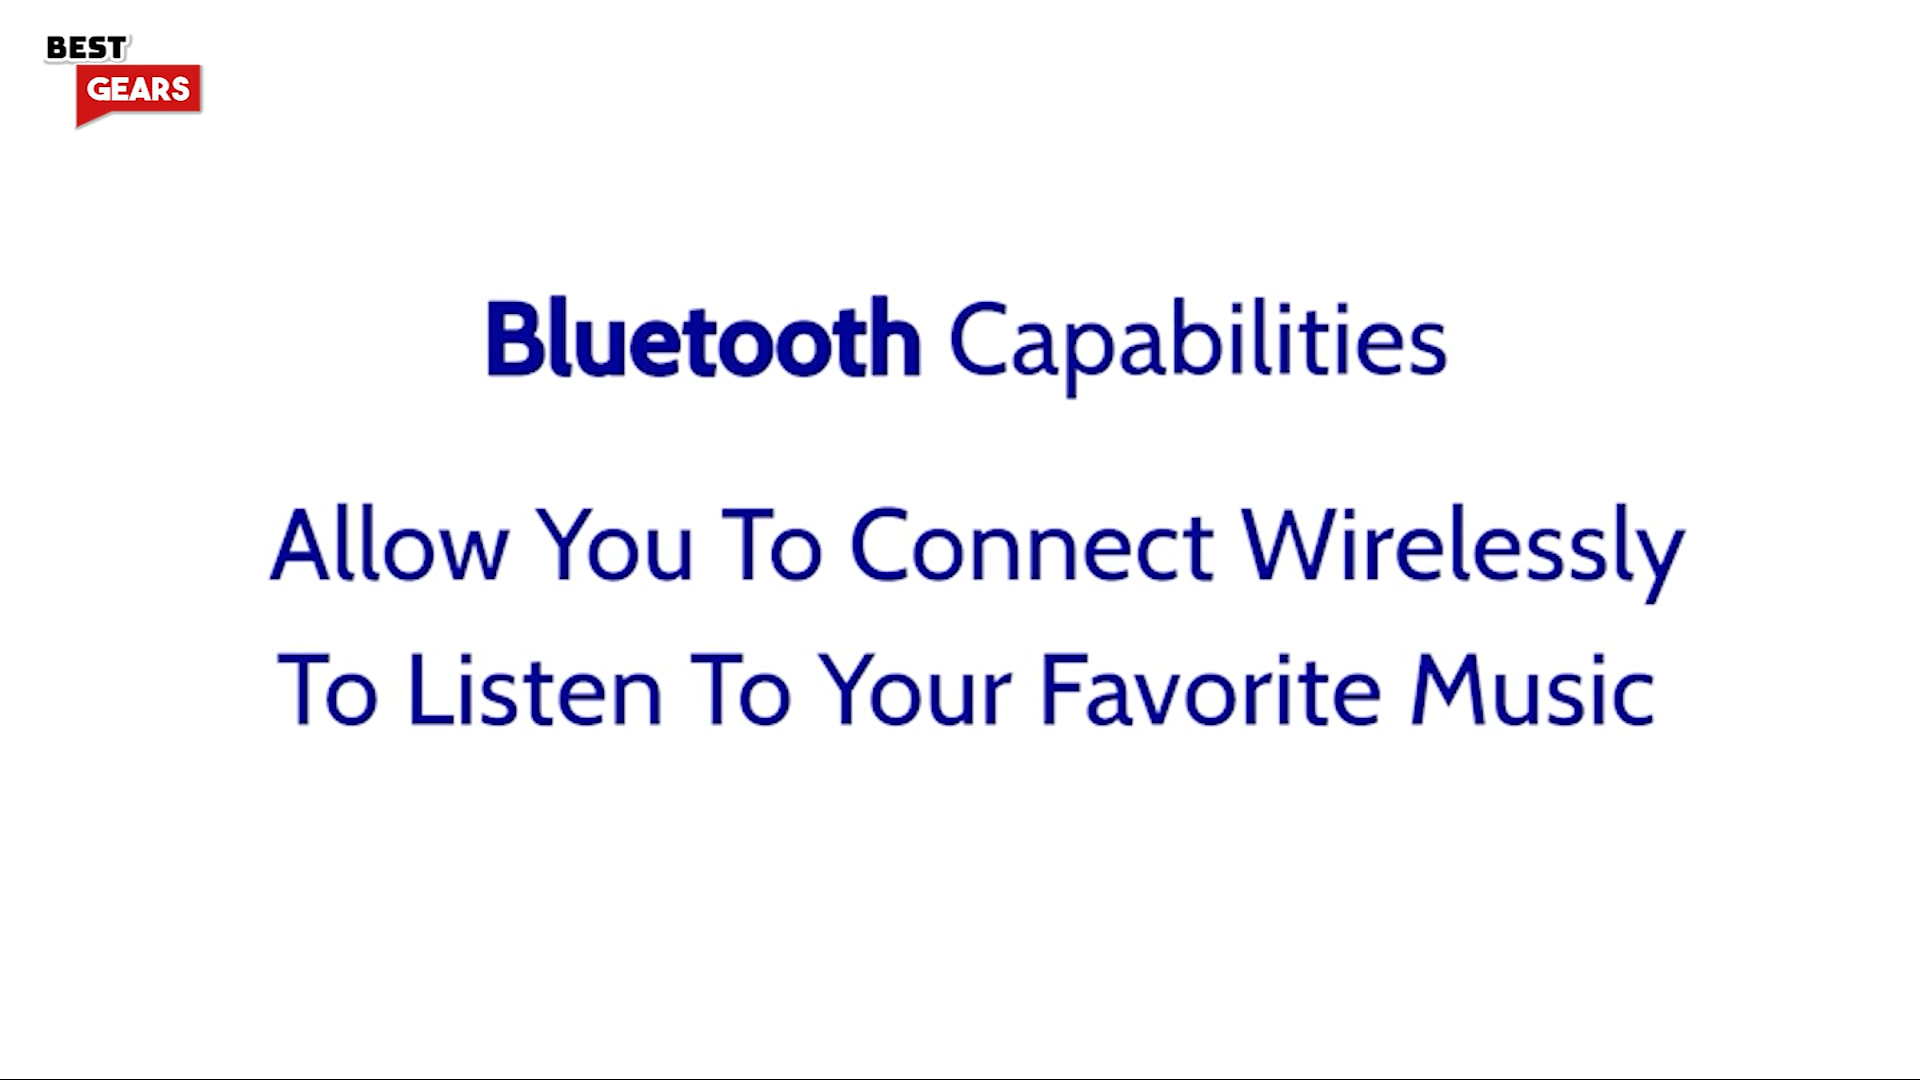 BEST
GEARS
Bluetooth Capabilities
Allow You To Connect Wirelessly
To Listen To Your Favorite Music